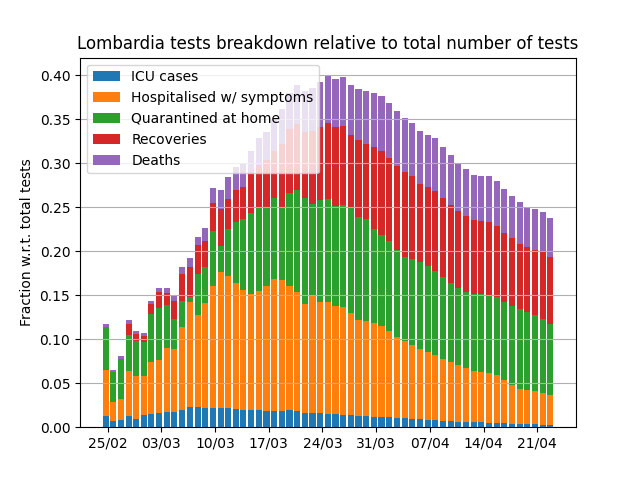 Lombardia tests breakdown relative to total number of tests
Fraction w.r.t. total tests
0.40
0.35
0.30
0.25
0.20
0.15
0.10
0.05
0.00
ICU cases
Hospitalised w/ symptoms
Quarantined at home
Recoveries
Deaths
25/02 03/03 10/03 17/03 24/03 31/03 07/04 14/04 21/04